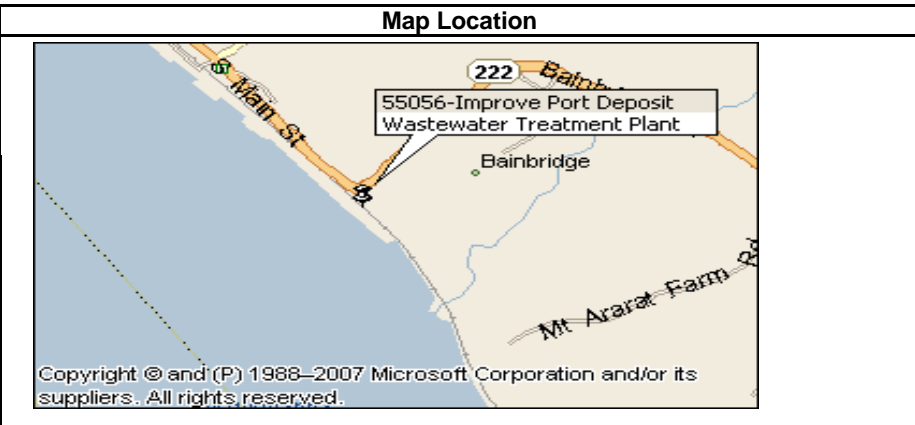 Map Location
222
Main St
55056-Improve Port Deposit
Wastewater Treatment Plant
Bainbridge
Mt Ararat Farm Rd
Copyright © and (P) 1988–2007 Microsoft Corporation and/or its
suppliers. All rights reserved.